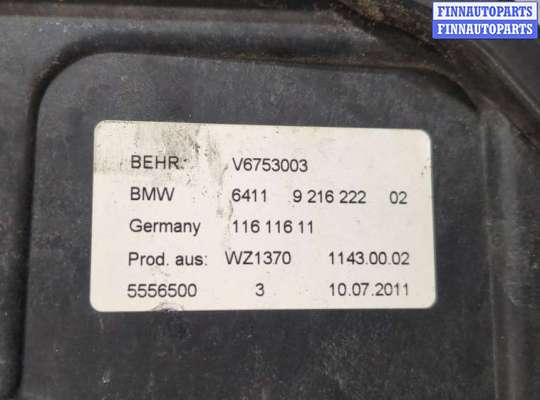 FINNAUTOPARTS
FINNAUTOPARTS
BEHR: V6753003
BMW 6411 9 216 222 02
Germany 116 116 11
Prod. aus: WZ1370 1143.00.02
5556500 3 10.07.2011